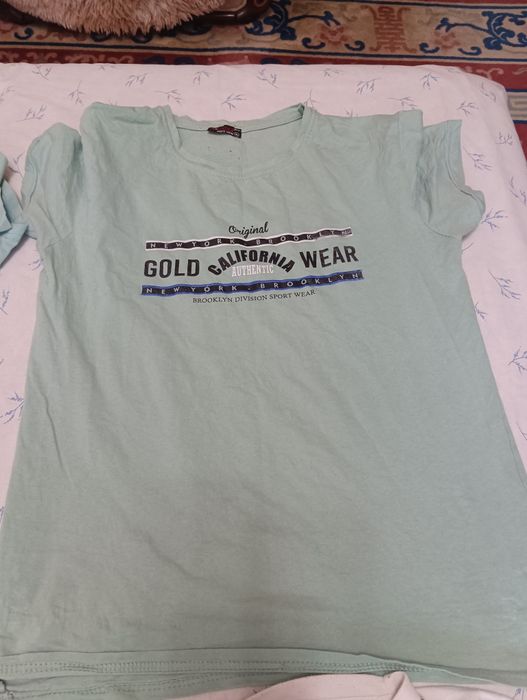 Original
NEW YORK - BROOKLYN
GOLD CALIFORNIA WEAR
AUTHENTIC
NEW YORK - BROOKLYN
BROOKLYN DIVISION SPORT WEAR